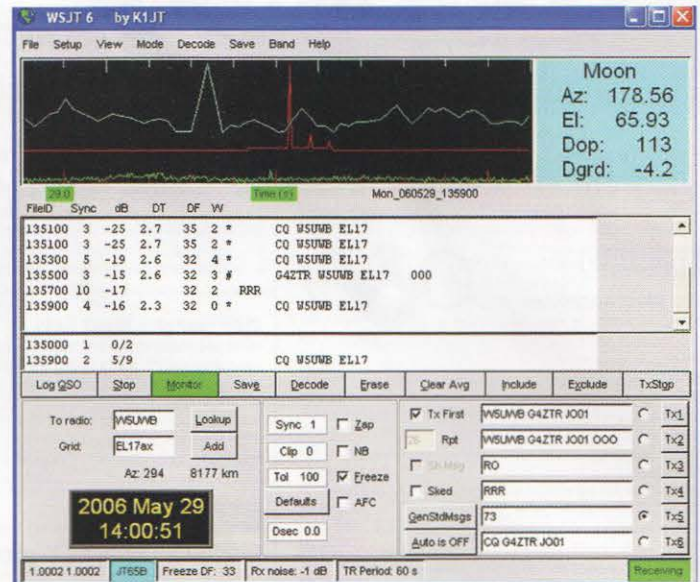 WSJT 6 by K1JT
File Setup View Mode Decode Save Band Help
Moon
Az: 178.56
El: 65.93
Dop: 113
Dgrd: -4.2
29.0 Time (s) Mon_060529_135900
FileID Sync dB DT DF W
135100 3 -25 2.7 35 2 * CQ W5UWB EL17
135100 3 -25 2.7 35 2 * CQ W5UWB EL17
135300 5 -19 2.6 32 4 * CQ W5UWB EL17
135500 3 -15 2.6 32 3 # G4ZTR W5UWB EL17 000
135700 10 -17 32 2 RRR
135900 4 -16 2.3 32 0 * CQ W5UWB EL17
135000 1 0/2
135900 2 5/9 CQ W5UWB EL17
Log QSO Stop Monitor Save Decode Erase Clear Avg Include Exclude TxStop
To radio: W5UWB Lookup
Grid: EL17ax Add
Az: 294 8177 km
2006 May 29
14:00:51
Sync 1 Zap
Clip 0 NB
Tol 100 Freeze
Defaults AFC
Dsec 0.0
Tx First W5UWB G4ZTR JO01 Tx1
Rpt W5UWB G4ZTR JO01 OOO Tx2
Sh Msg RO Tx3
Sked RRR Tx4
GenStdMsgs 73 Tx5
Auto is OFF CQ G4ZTR JO01 Tx6
1.0002 1.0002 JT65B Freeze DF: 33 Rx noise: -1 dB TR Period: 60 s Receiving